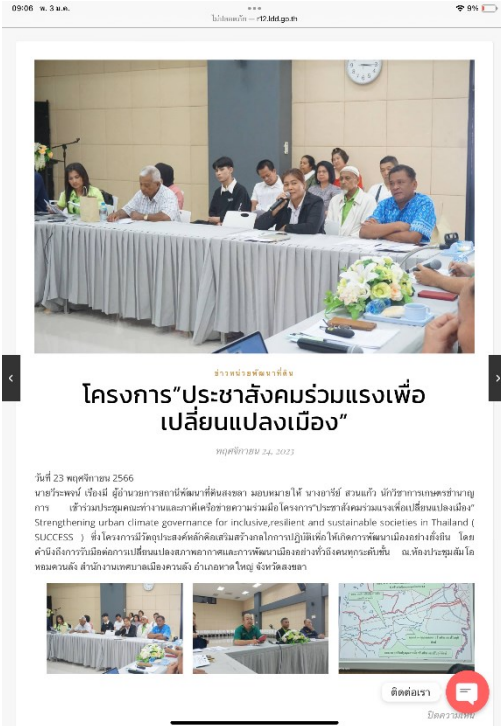 09:06 พ. 3 ม.ค.
9%
ไม่ปลอดภัย — r12.ldd.go.th
ข่าวหน่วยพัฒนาที่ดิน
โครงการ“ประชาสังคมร่วมแรงเพื่อ
เปลี่ยนแปลงเมือง”
พฤศจิกายน 24, 2023
วันที่ 23 พฤศจิกายน 2566
นายวีระพจน์ เรืองมี ผู้อำนวยการสถานีพัฒนาที่ดินสงขลา มอบหมายให้ นางอารีย์ สวนแก้ว นักวิชาการเกษตรชำนาญ
การ เข้าร่วมประชุมคณะทำงานและภาคีเครือข่ายความร่วมมือโครงการ“ประชาสังคมร่วมแรงเพื่อเปลี่ยนแปลงเมือง”
Strengthening urban climate governance for inclusive,resilient and sustainable societies in Thailand (
SUCCESS ) ซึ่งโครงการมีวัตถุประสงค์หลักคือเสริมสร้างกลไกการปฏิบัติเพื่อให้เกิดการพัฒนาเมืองอย่างยั่งยืน โดย
คำนึงถึงการรับมือต่อการเปลี่ยนแปลงสภาพอากาศและการพัฒนาเมืองอย่างทั่วถึงคนทุกระดับชั้น ณ.ห้องประชุมส้มโอ
หอมควนลัง สำนักงานเทศบาลเมืองควนลัง อำเภอหาดใหญ่ จังหวัดสงขลา
ติดต่อเรา
ปิดความเห็น